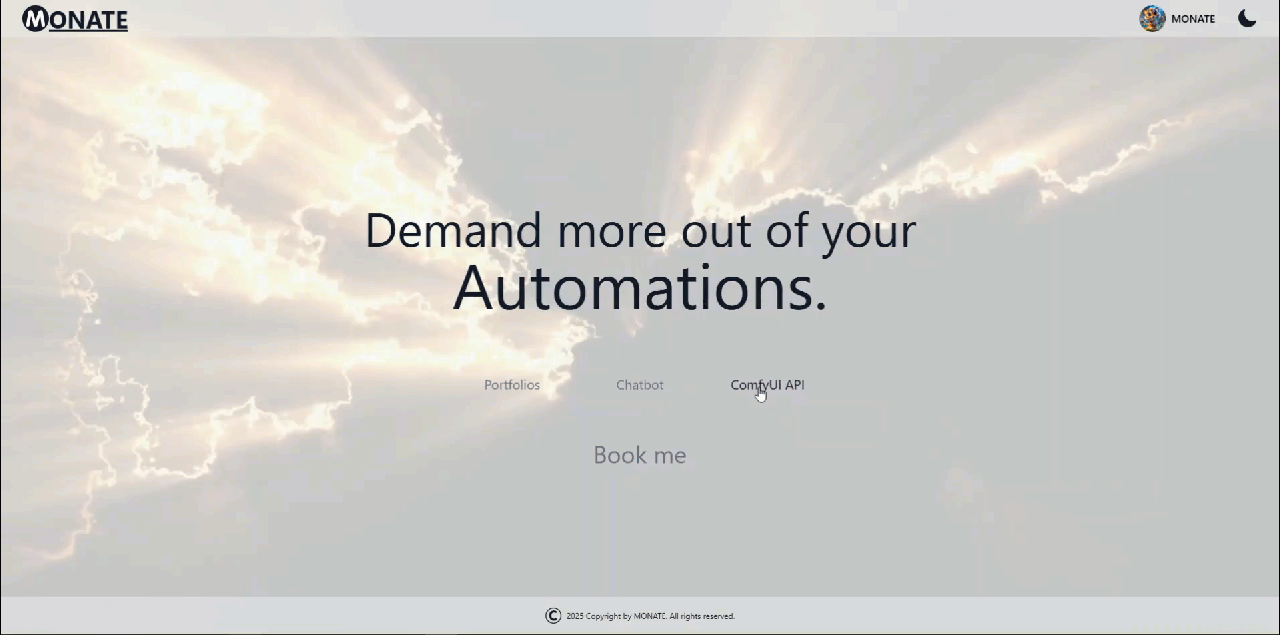 MONATE
MONATE
Demand more out of your
Automations.
Portfolios
Chatbot
ComfyUI API
Book me
© 2025 Copyright by MONATE. All rights reserved.